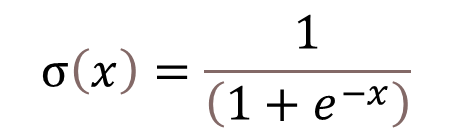 σ(x) = 1 / (1 + e^{−x})